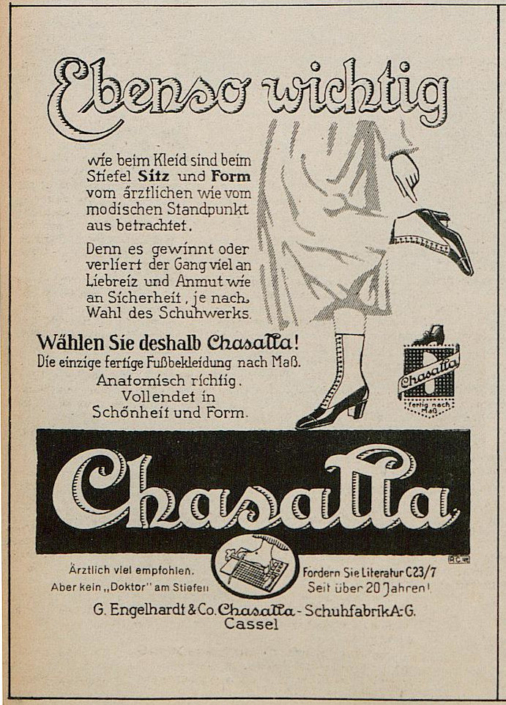 Ebenso wichtig
wie beim Kleid sind beim
Stiefel Sitz und Form
vom ärztlichen wie vom
modischen Standpunkt
aus betrachtet.
Denn es gewinnt oder
verliert der Gang viel an
Liebreiz und Anmut wie
an Sicherheit, je nach
Wahl des Schuhwerks.
Wählen Sie deshalb Chasalla!
Die einzige fertige Fußbekleidung nach Maß.
Anatomisch richtig.
Vollendet in
Schönheit und Form.
Chasalla
fertig nach
Maß
Chasalla
Ärztlich viel empfohlen.
Aber kein „Doktor" am Stiefel!
Fordern Sie Literatur C23/7
Seit über 20 Jahren!
G. Engelhardt & Co. Chasalla-Schuhfabrik A-G.
Cassel